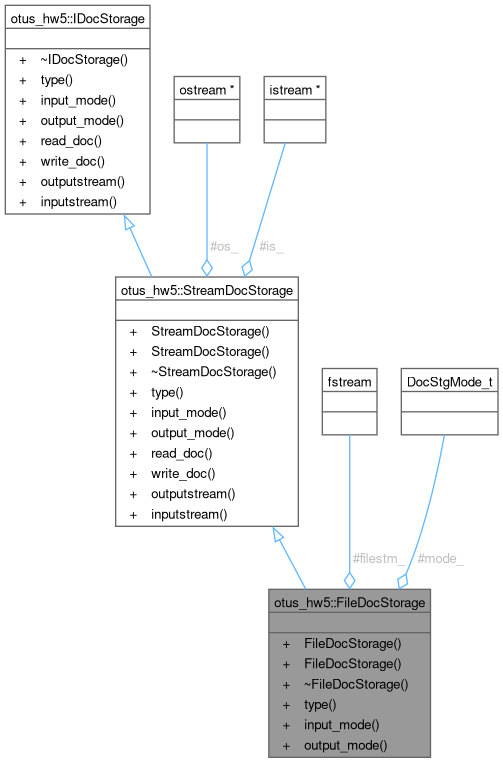 otus_hw5::IDocStorage
+ ~IDocStorage()
+ type()
+ input_mode()
+ output_mode()
+ read_doc()
+ write_doc()
+ outputstream()
+ inputstream()
ostream *
istream *
#os_
#is_
otus_hw5::StreamDocStorage
+ StreamDocStorage()
+ StreamDocStorage()
+ ~StreamDocStorage()
+ type()
+ input_mode()
+ output_mode()
+ read_doc()
+ write_doc()
+ outputstream()
+ inputstream()
fstream
DocStgMode_t
#filestm_
#mode_
otus_hw5::FileDocStorage
+ FileDocStorage()
+ FileDocStorage()
+ ~FileDocStorage()
+ type()
+ input_mode()
+ output_mode()